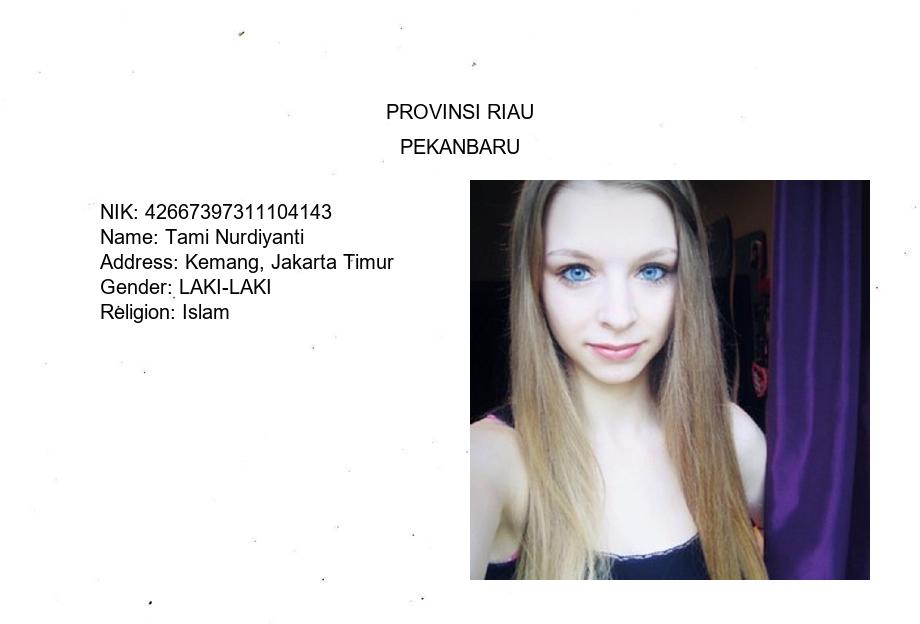 PROVINSI RIAU
PEKANBARU
NIK: 42667397311104143
Name: Tami Nurdiyanti
Address: Kemang, Jakarta Timur
Gender: LAKI-LAKI
Religion: Islam